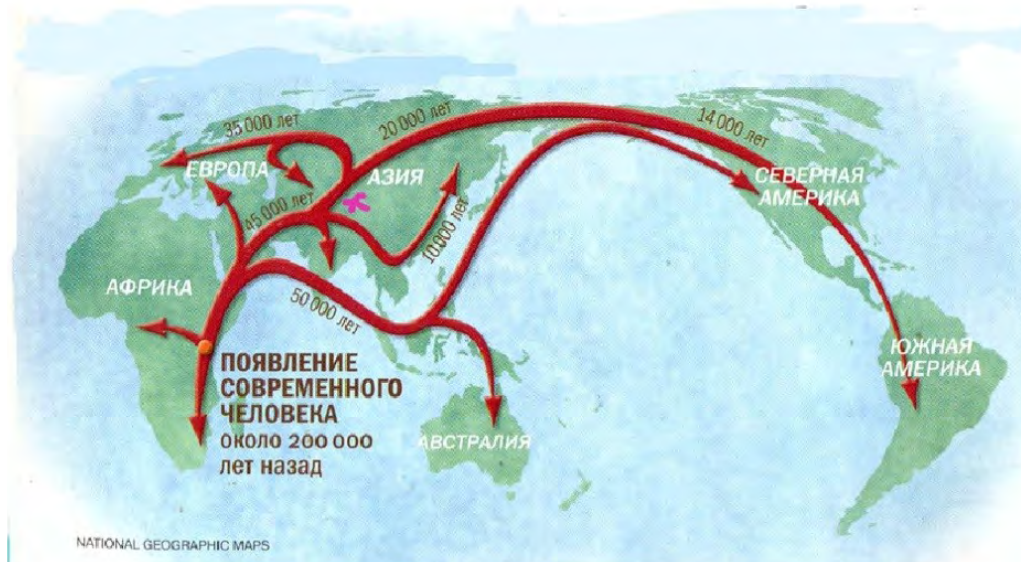 35 000 лет
20 000 лет
14 000 лет
ЕВРОПА
АЗИЯ
СЕВЕРНАЯ
АМЕРИКА
45 000 лет
10 000 лет
АФРИКА
50 000 лет
ПОЯВЛЕНИЕ
СОВРЕМЕННОГО
ЧЕЛОВЕКА
ОКОЛО 200 000
лет назад
ЮЖНАЯ
АМЕРИКА
АВСТРАЛИЯ
NATIONAL GEOGRAPHIC MAPS